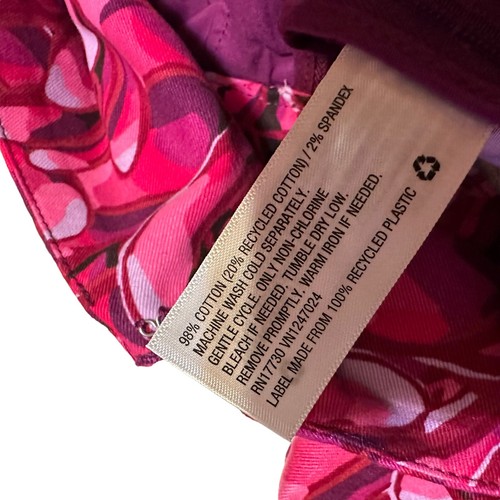 98% COTTON (20% RECYCLED COTTON) / 2% SPANDEX
MACHINE WASH COLD SEPARATELY.
GENTLE CYCLE. ONLY NON-CHLORINE
BLEACH IF NEEDED. TUMBLE DRY LOW.
REMOVE PROMPTLY. WARM IRON IF NEEDED.
RN17730 VN1247024
LABEL MADE FROM 100% RECYCLED PLASTIC